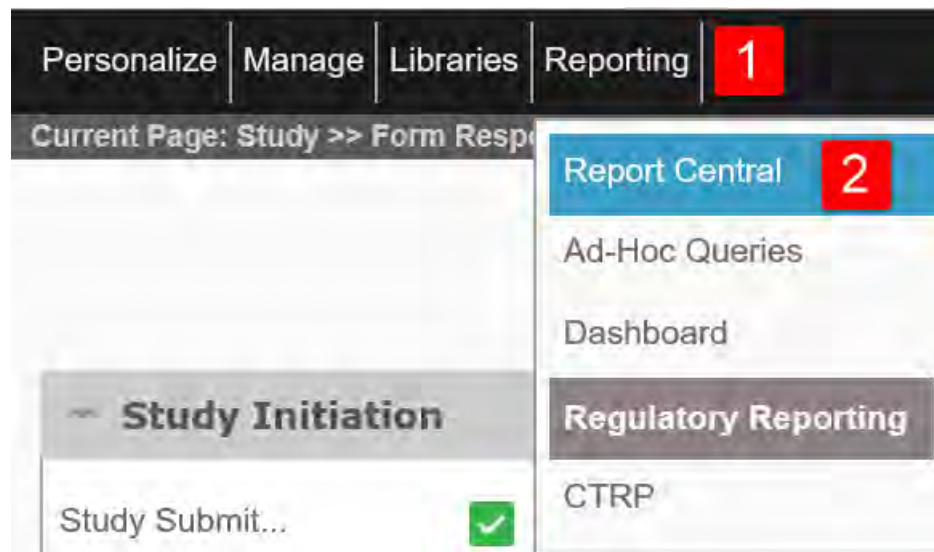 Personalize Manage Libraries Reporting 1
Current Page: Study >> Form Resp
Report Central 2
Ad-Hoc Queries
Dashboard
Study Initiation
Regulatory Reporting
Study Submit...
CTRP